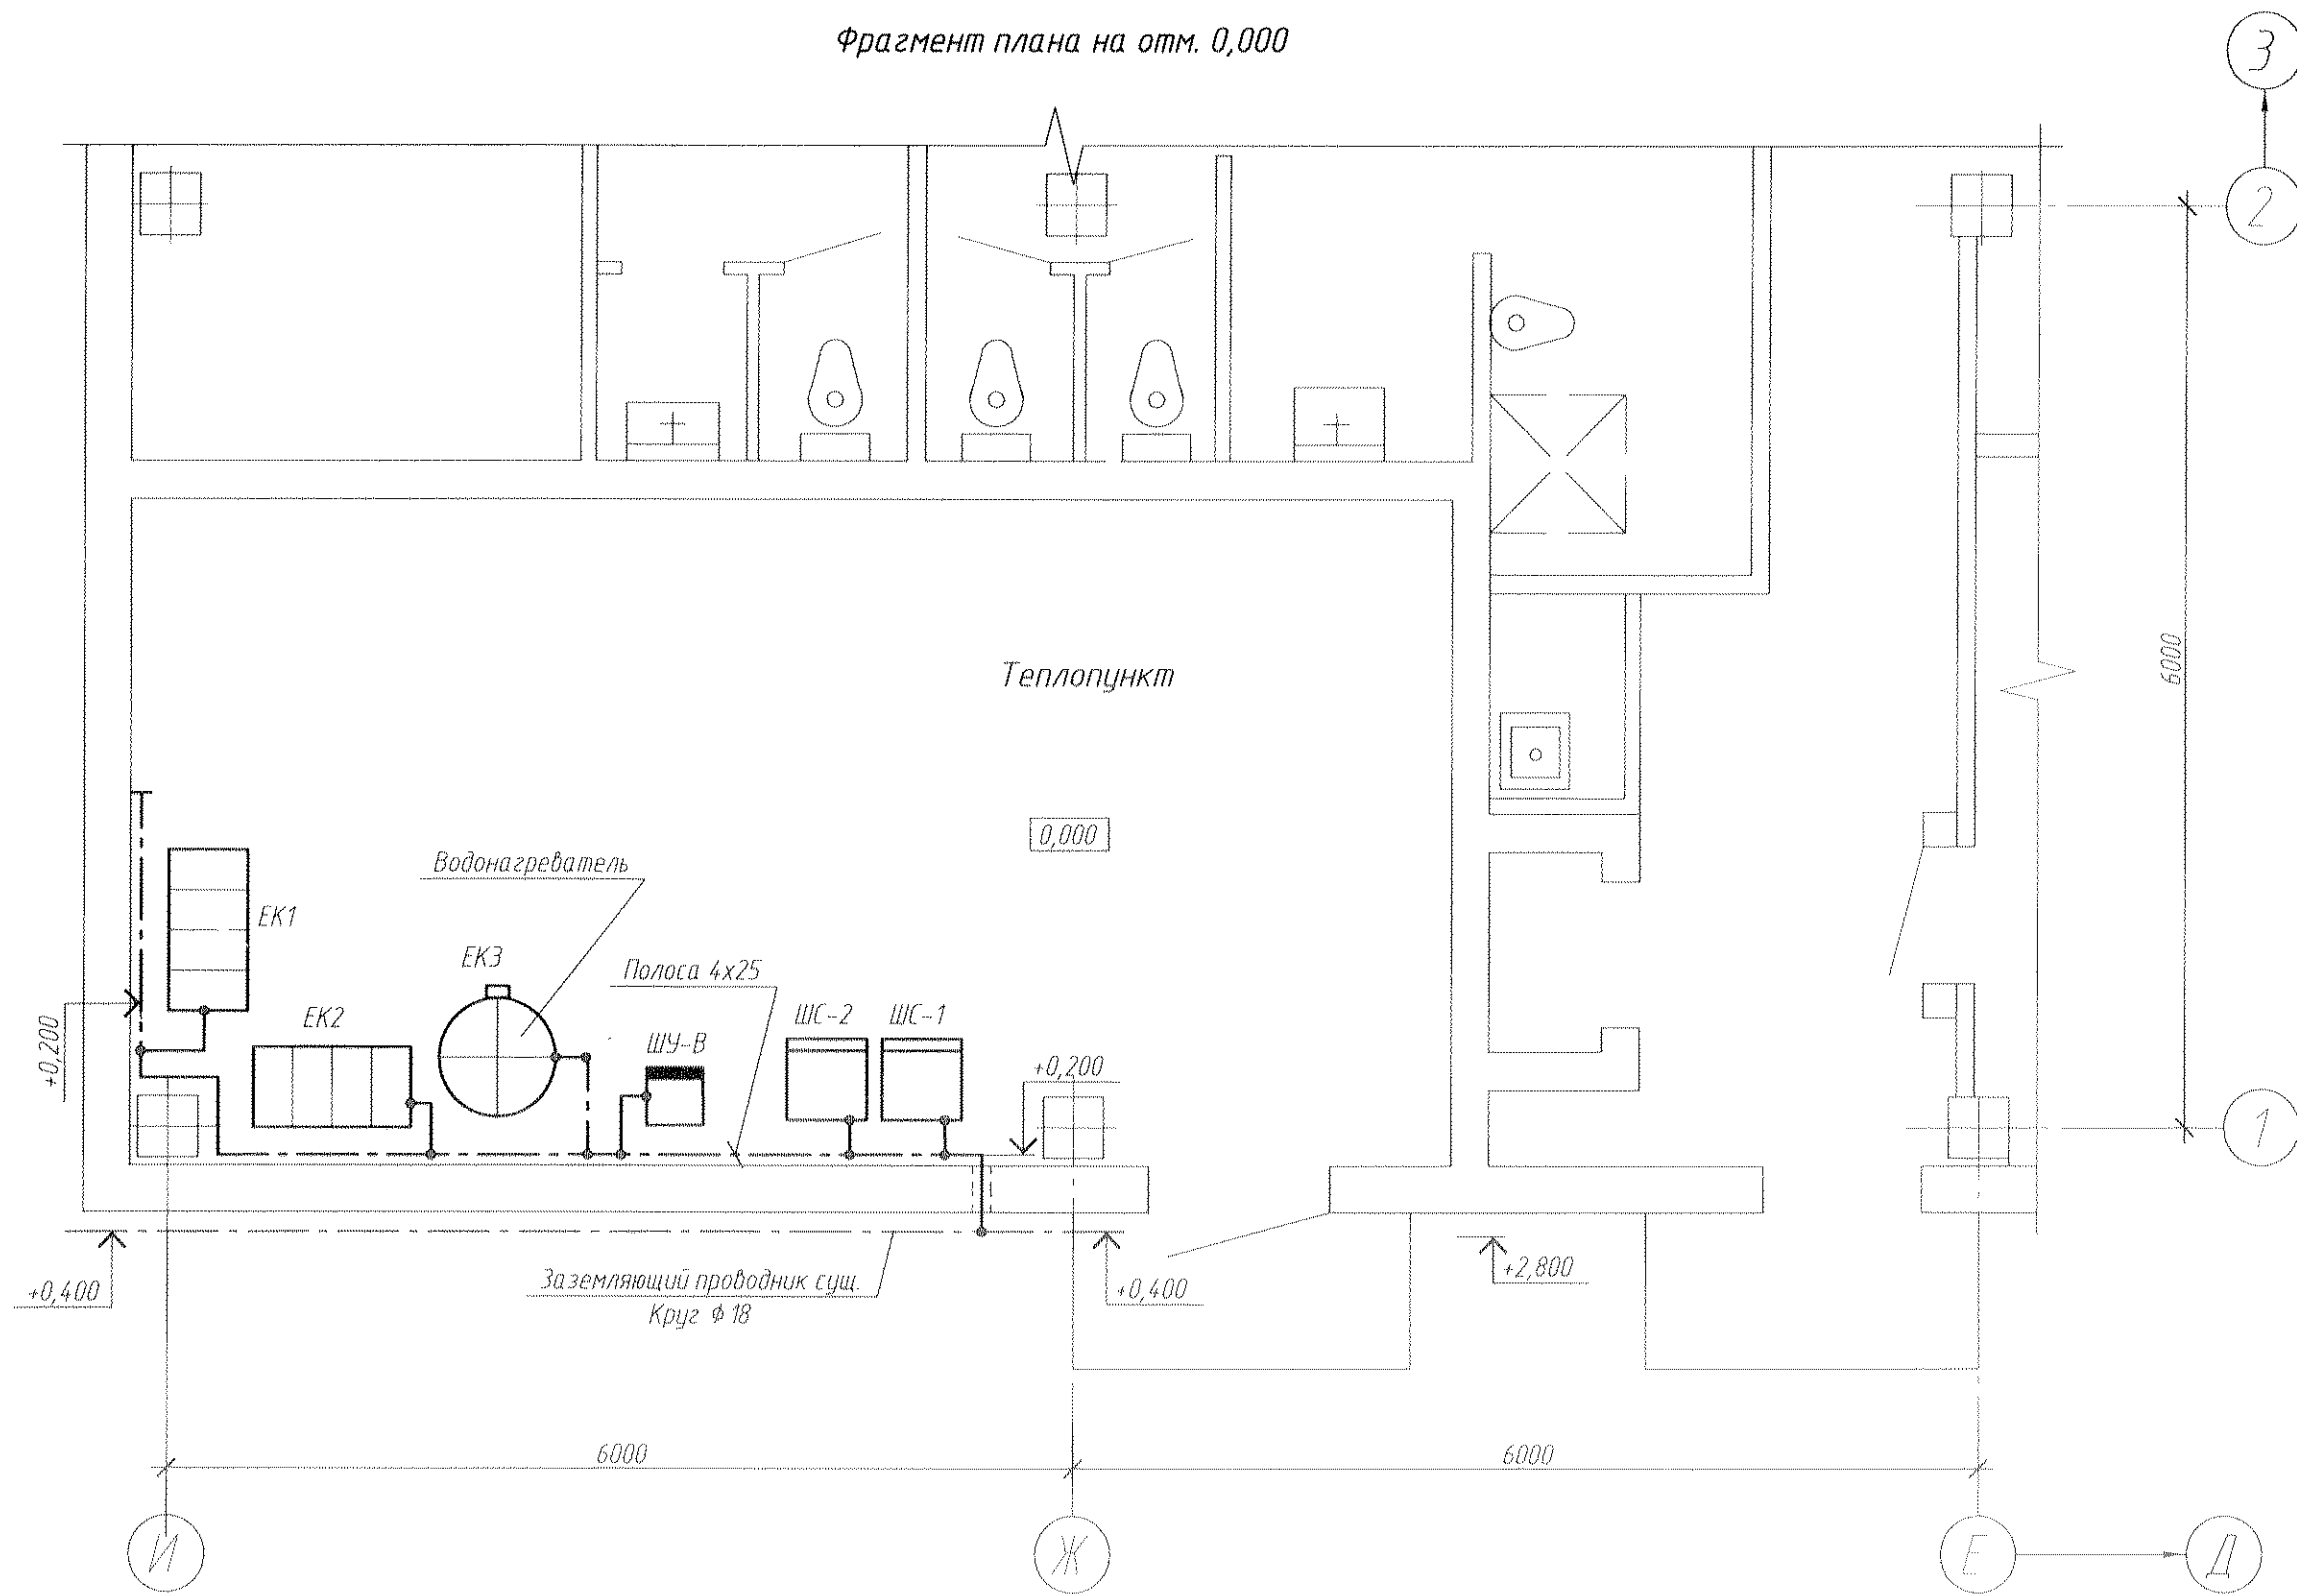 Фрагмент плана на отм. 0,000
3
2
6000
Теплопункт
0,000
Водонагреватель
ЕК1
ЕК3
Полоса 4х25
ЕК2
ШС-2
ШС-1
ШУ-В
+0,200
+0,200
1
+0,400
Заземляющий проводник сущ.
Круг ϕ 18
+0,400
+2,800
6000
6000
И
Ж
Е
Д